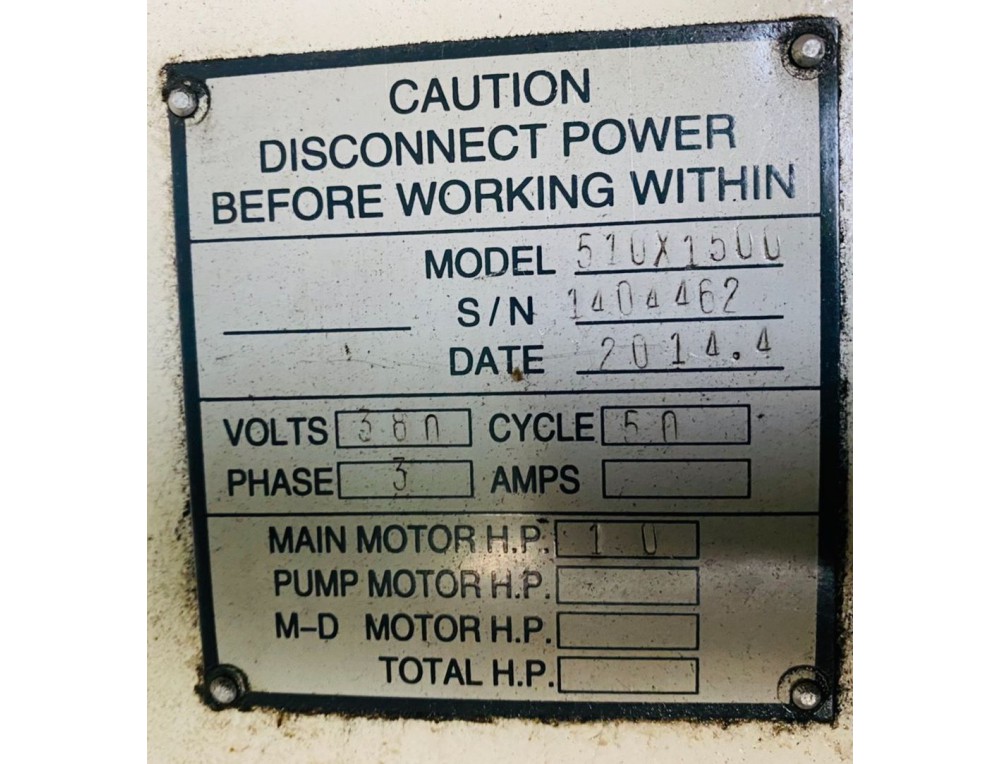 CAUTION
DISCONNECT POWER
BEFORE WORKING WITHIN
MODEL 510X1500
S/N 1404462
DATE 2014.4
VOLTS 380 CYCLE 50
PHASE 3 AMPS
MAIN MOTOR H.P. 10
PUMP MOTOR H.P.
M-D MOTOR H.P.
TOTAL H.P.